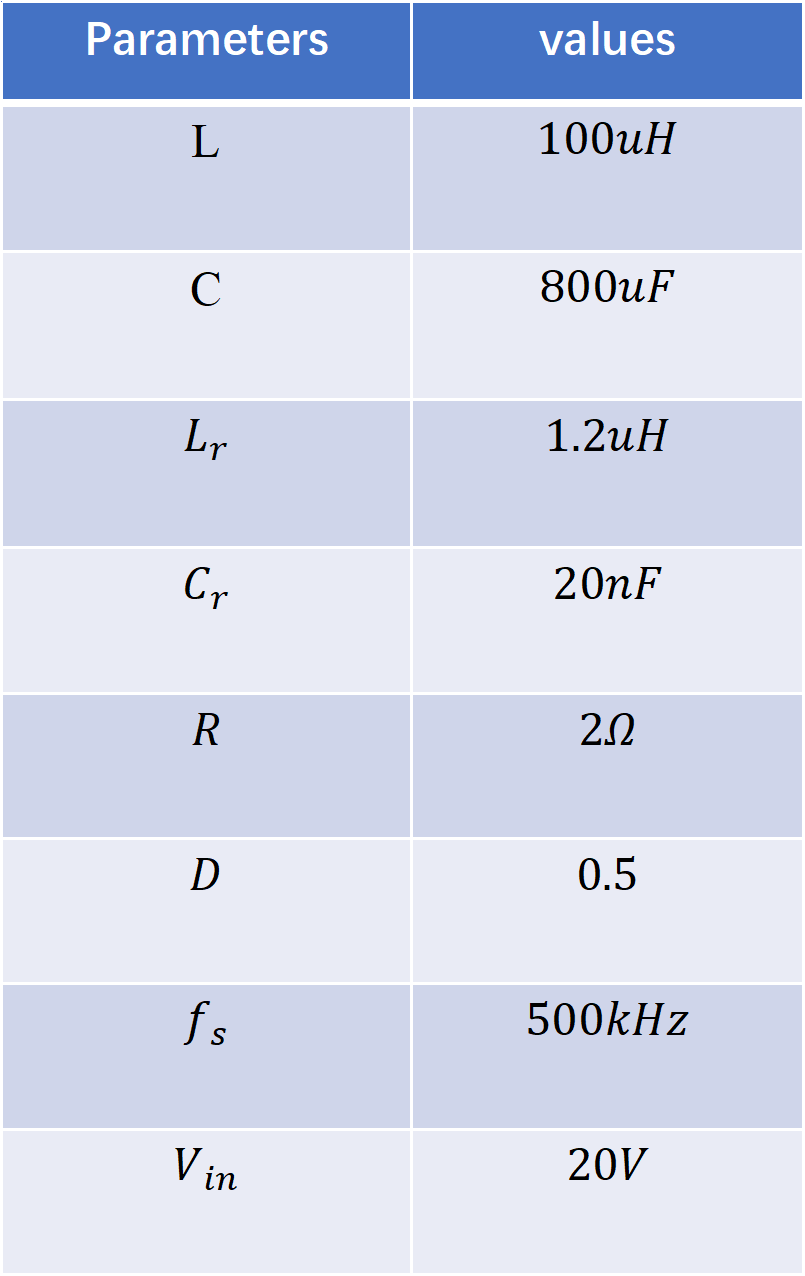 Parameters values
L 100uH
C 800uF
L_r 1.2uH
C_r 20nF
R 2Ω
D 0.5
f_s 500kHz
V_in 20V